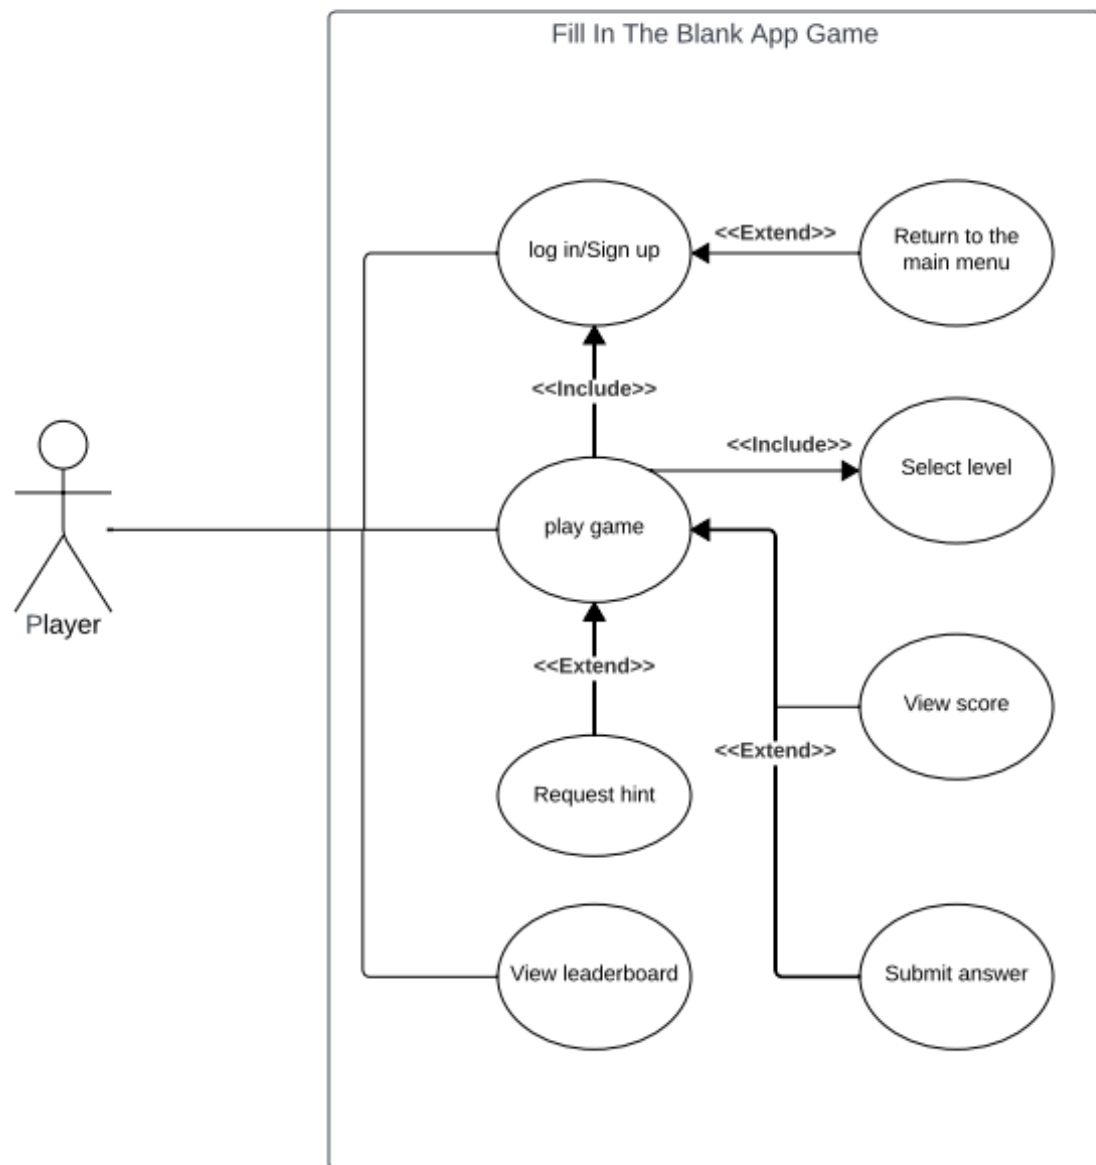 Fill In The Blank App Game
log in/Sign up
<<Extend>>
Return to the
main menu
<<Include>>
<<Include>>
Select level
play game
Player
<<Extend>>
View score
<<Extend>>
Request hint
View leaderboard
Submit answer